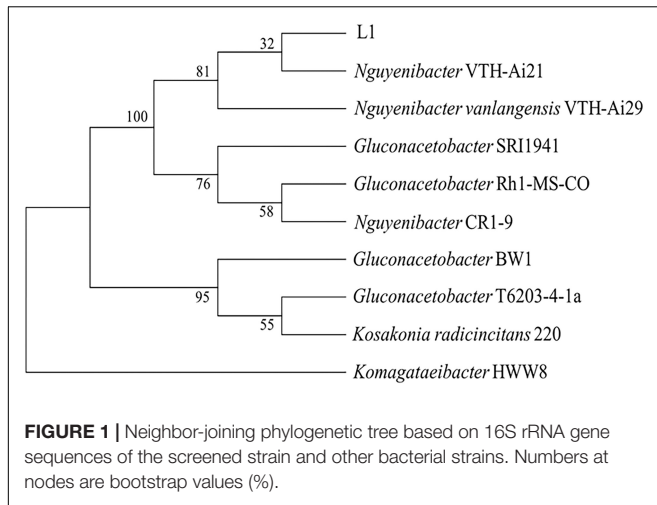 L1
32
Nguyenibacter VTH-Ai21
81
Nguyenibacter vanlangensis VTH-Ai29
100
Gluconacetobacter SRI1941
76
Gluconacetobacter Rh1-MS-CO
58
Nguyenibacter CR1-9
Gluconacetobacter BW1
95
Gluconacetobacter T6203-4-1a
55
Kosakonia radicincitans 220
Komagataeibacter HWW8
FIGURE 1 | Neighbor-joining phylogenetic tree based on 16S rRNA gene
sequences of the screened strain and other bacterial strains. Numbers at
nodes are bootstrap values (%).